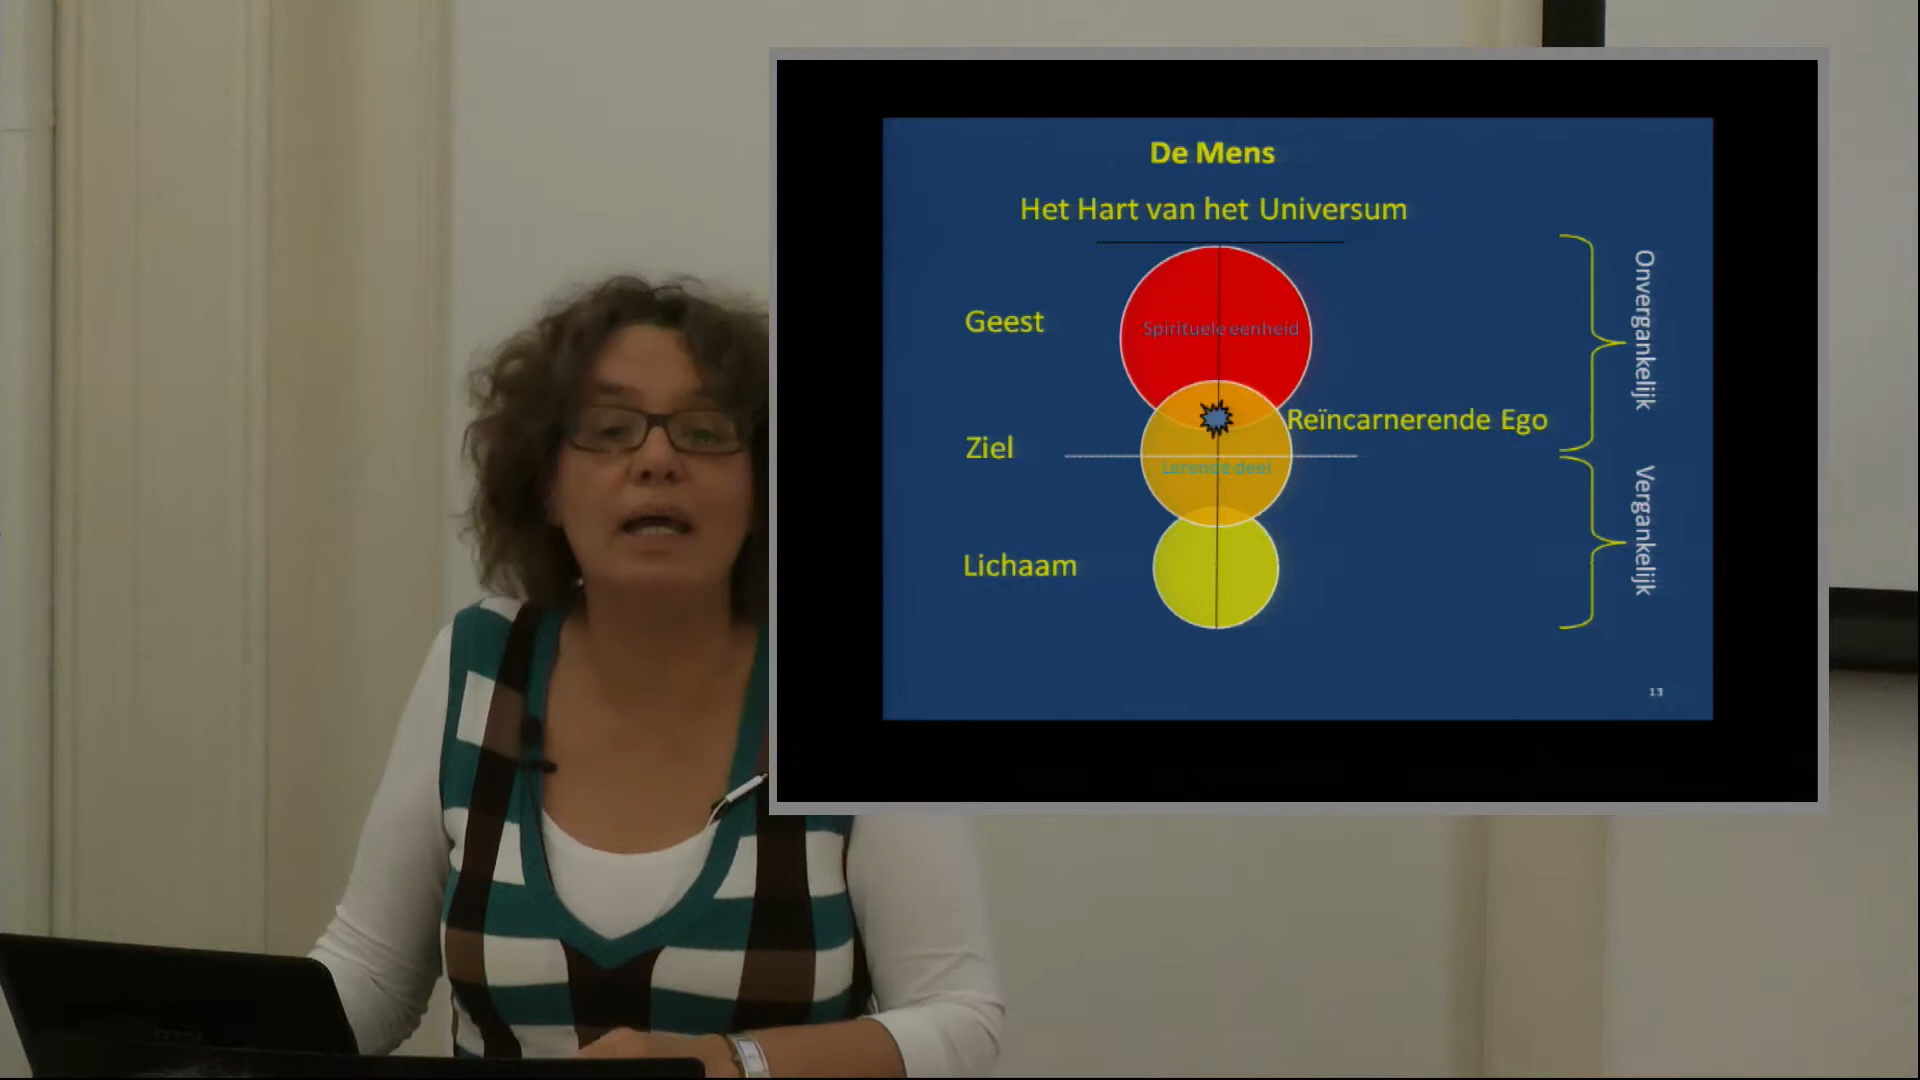 De Mens
Het Hart van het Universum
Geest
Spirituele eenheid
Onvergankelijk
Reïncarnerende Ego
Ziel
Lerende deel
Vergankelijk
Lichaam
13